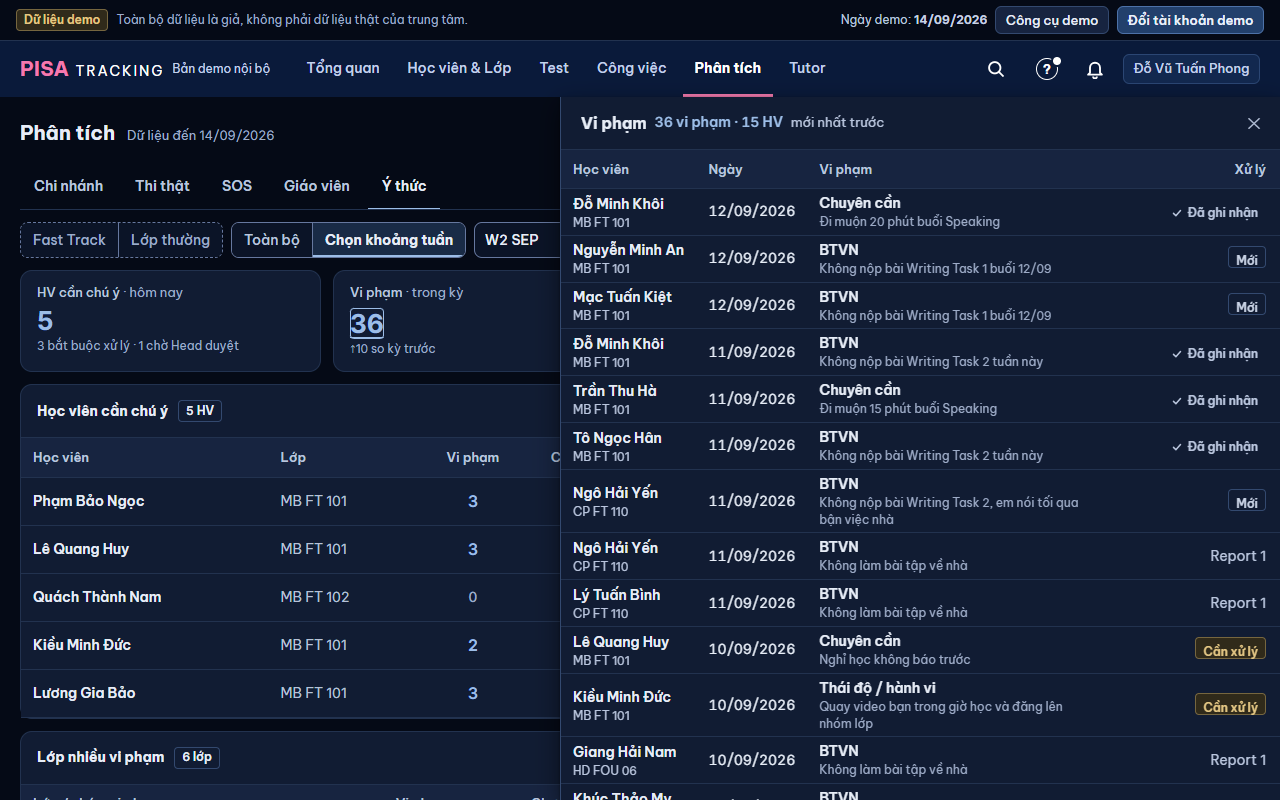 Dữ liệu demo Toàn bộ dữ liệu là giả, không phải dữ liệu thật của trung tâm. Ngày demo: 14/09/2026 Công cụ demo Đổi tài khoản demo
PISA TRACKING Bản demo nội bộ Tổng quan Học viên & Lớp Test Công việc Phân tích Tutor ? Đỗ Vũ Tuấn Phong
Phân tích Dữ liệu đến 14/09/2026
Chi nhánh Thi thật SOS Giáo viên Ý thức
Fast Track Lớp thường Toàn bộ Chọn khoảng tuần W2 SEP
HV cần chú ý · hôm nay
5
3 bắt buộc xử lý · 1 chờ Head duyệt
Vi phạm · trong kỳ
36
↑10 so kỳ trước
Học viên cần chú ý 5 HV
Học viên Lớp Vi phạm C
Phạm Bảo Ngọc MB FT 101 3
Lê Quang Huy MB FT 101 3
Quách Thành Nam MB FT 102 0
Kiều Minh Đức MB FT 101 2
Lương Gia Bảo MB FT 101 3
Lớp nhiều vi phạm 6 lớp
Vi phạm 36 vi phạm · 15 HV mới nhất trước
Học viên Ngày Vi phạm Xử lý
Đỗ Minh Khôi 12/09/2026 Chuyên cần ✓ Đã ghi nhận
MB FT 101 Đi muộn 20 phút buổi Speaking
Nguyễn Minh An 12/09/2026 BTVN Mới
MB FT 101 Không nộp bài Writing Task 1 buổi 12/09
Mạc Tuấn Kiệt 12/09/2026 BTVN Mới
MB FT 101 Không nộp bài Writing Task 1 buổi 12/09
Đỗ Minh Khôi 11/09/2026 BTVN ✓ Đã ghi nhận
MB FT 101 Không nộp bài Writing Task 2 tuần này
Trần Thu Hà 11/09/2026 Chuyên cần ✓ Đã ghi nhận
MB FT 101 Đi muộn 15 phút buổi Speaking
Tô Ngọc Hân 11/09/2026 BTVN ✓ Đã ghi nhận
MB FT 101 Không nộp bài Writing Task 2 tuần này
Ngô Hải Yến 11/09/2026 BTVN Mới
CP FT 110 Không nộp bài Writing Task 2, em nói tối qua
bận việc nhà
Ngô Hải Yến 11/09/2026 BTVN Report 1
CP FT 110 Không làm bài tập về nhà
Lý Tuấn Bình 11/09/2026 BTVN Report 1
CP FT 110 Không làm bài tập về nhà
Lê Quang Huy 10/09/2026 Chuyên cần Cần xử lý
MB FT 101 Nghỉ học không báo trước
Kiều Minh Đức 10/09/2026 Thái độ / hành vi Cần xử lý
MB FT 101 Quay video bạn trong giờ học và đăng lên
nhóm lớp
Giang Hải Nam 10/09/2026 BTVN Report 1
HD FOU 06 Không làm bài tập về nhà
Khúc Thảo My BTVN